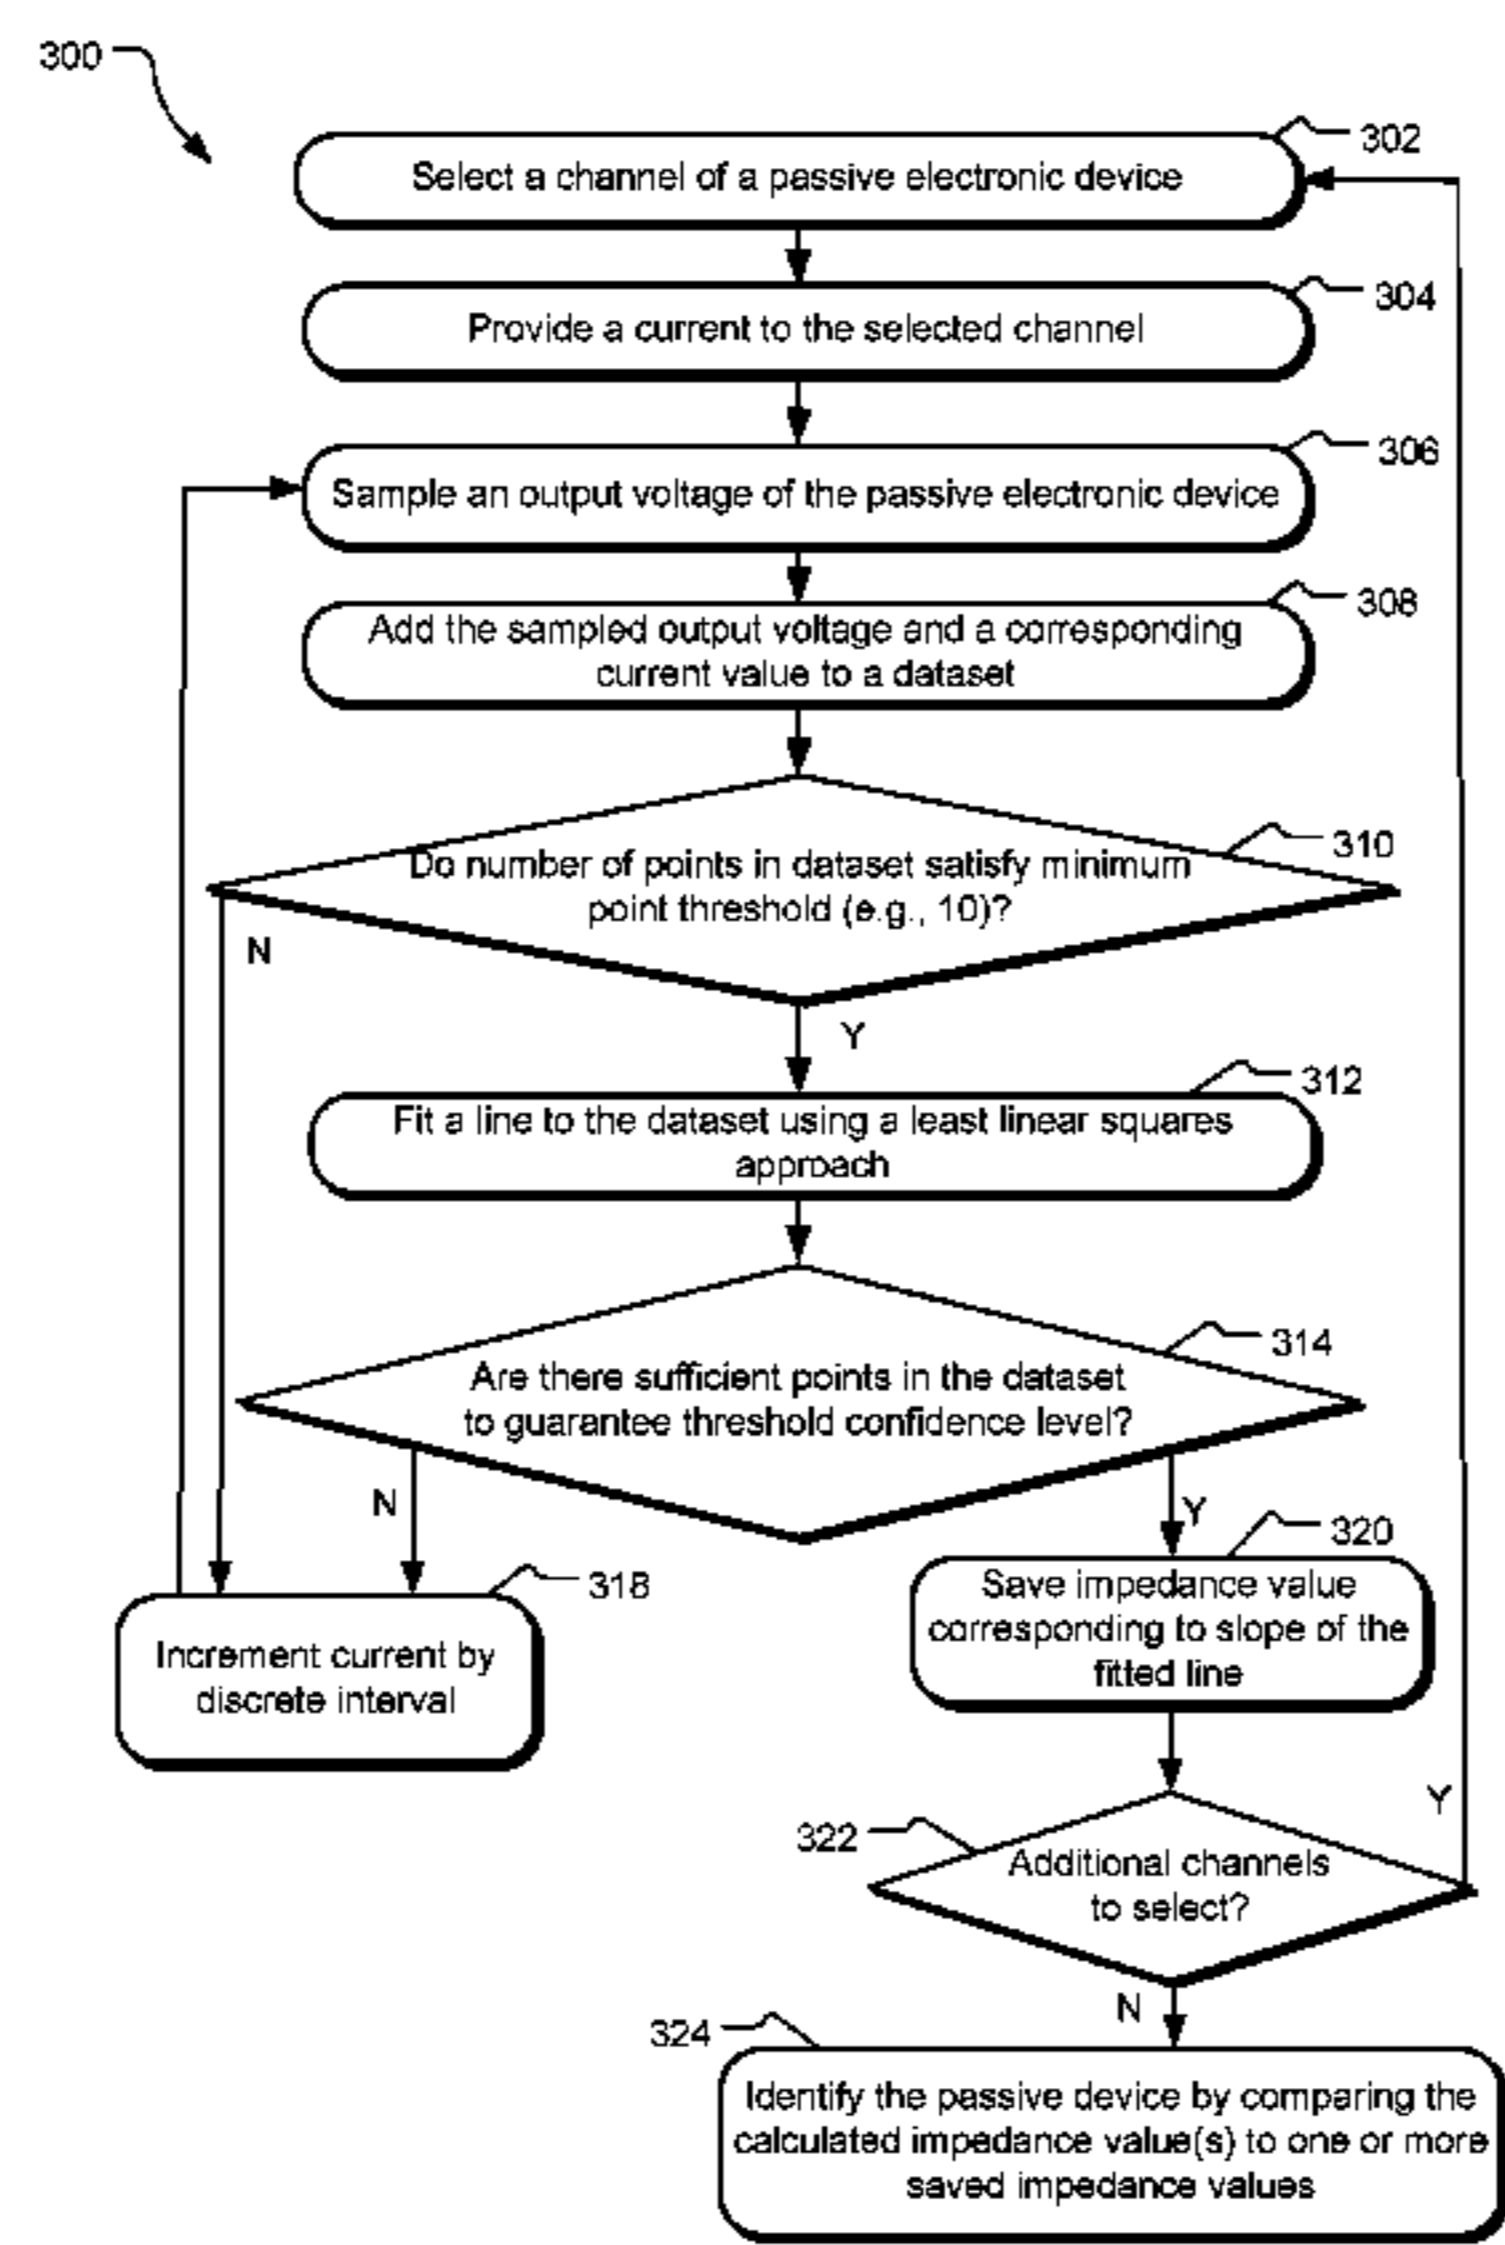 300
302
Select a channel of a passive electronic device
304
Provide a current to the selected channel
306
Sample an output voltage of the passive electronic device
308
Add the sampled output voltage and a corresponding
current value to a dataset
310
Do number of points in dataset satisfy minimum
point threshold (e.g., 10)?
N
Y
312
Fit a line to the dataset using a least linear squares
approach
314
Are there sufficient points in the dataset
to guarantee threshold confidence level?
N
Y
318
Increment current by
discrete interval
320
Save impedance value
corresponding to slope of the
fitted line
Y
322
Additional channels
to select?
N
324
Identify the passive device by comparing the
calculated impedance value(s) to one or more
saved impedance values